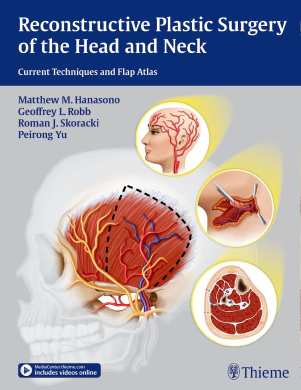 Reconstructive Plastic Surgery
of the Head and Neck
Current Techniques and Flap Atlas
Matthew M. Hanasono
Geoffrey L. Robb
Roman J. Skoracki
Peirong Yu
MediaCenter.thieme.com
includes videos online
Thieme